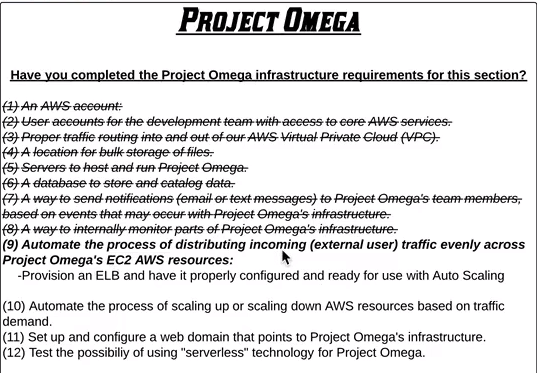 PROJECT OMEGA
Have you completed the Project Omega infrastructure requirements for this section?
(1) An AWS account:
(2) User accounts for the development team with access to core AWS services.
(3) Proper traffic routing into and out of our AWS Virtual Private Cloud (VPC).
(4) A location for bulk storage of files.
(5) Servers to host and run Project Omega.
(6) A database to store and catalog data.
(7) A way to send notifications (email or text messages) to Project Omega's team members,
based on events that may occur with Project Omega's infrastructure.
(8) A way to internally monitor parts of Project Omega's infrastructure.
(9) Automate the process of distributing incoming (external user) traffic evenly across
Project Omega's EC2 AWS resources:
-Provision an ELB and have it properly configured and ready for use with Auto Scaling
(10) Automate the process of scaling up or scaling down AWS resources based on traffic
demand.
(11) Set up and configure a web domain that points to Project Omega's infrastructure.
(12) Test the possibiliy of using "serverless" technology for Project Omega.